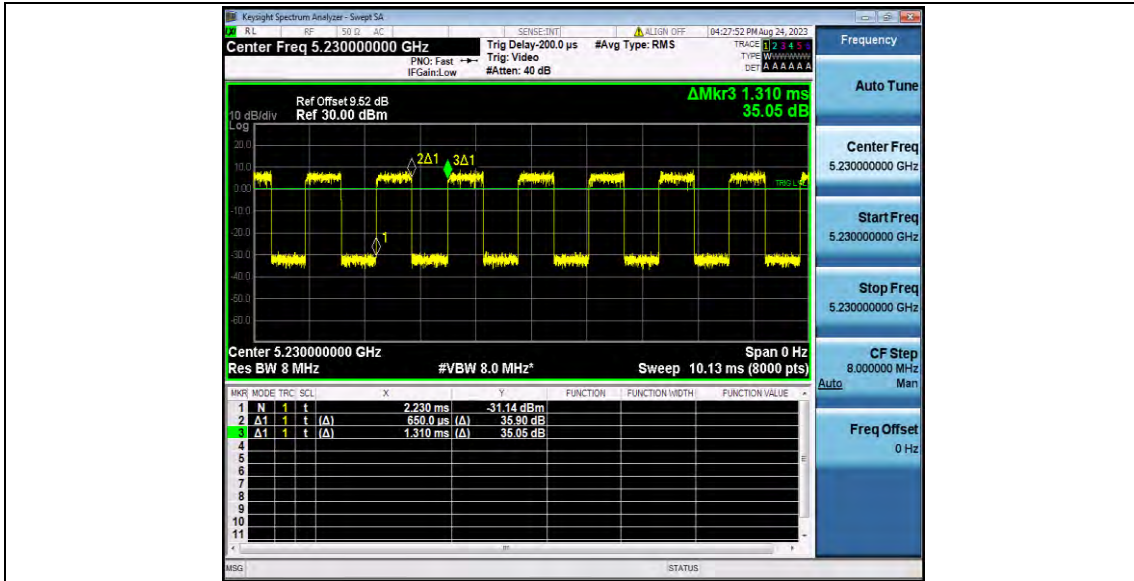 Keysight Spectrum Analyzer - Swept SA
RL RF 50 Ω AC SENSE:INT ALIGN OFF 04:27:52 PM Aug 24, 2023
Center Freq 5.230000000 GHz
Trig Delay-200.0 µs #Avg Type: RMS
TRACE 1 2 3 4 5 6
PNO: Fast Trig: Video
TYPE W
IFGain:Low #Atten: 40 dB
DET A A A A A A
ΔMkr3 1.310 ms
35.05 dB
Ref Offset 9.52 dB
10 dB/div Ref 30.00 dBm
Log
20.0
10.0
0.00
-10.0
-20.0
-30.0
-40.0
-50.0
-60.0
2Δ1 3Δ1
1
Center 5.230000000 GHz Span 0 Hz
Res BW 8 MHz #VBW 8.0 MHz* Sweep 10.13 ms (8000 pts)
MKR MODE TRC SCL X Y FUNCTION FUNCTION WIDTH FUNCTION VALUE
1 N 1 t 2.230 ms -31.14 dBm
2 Δ1 1 t (Δ) 650.0 µs (Δ) 35.90 dB
3 Δ1 1 t (Δ) 1.310 ms (Δ) 35.05 dB
4
5
6
7
8
9
10
11
MSG STATUS
Frequency
Auto Tune
Center Freq
5.230000000 GHz
Start Freq
5.230000000 GHz
Stop Freq
5.230000000 GHz
CF Step
8.000000 MHz
Auto Man
Freq Offset
0 Hz